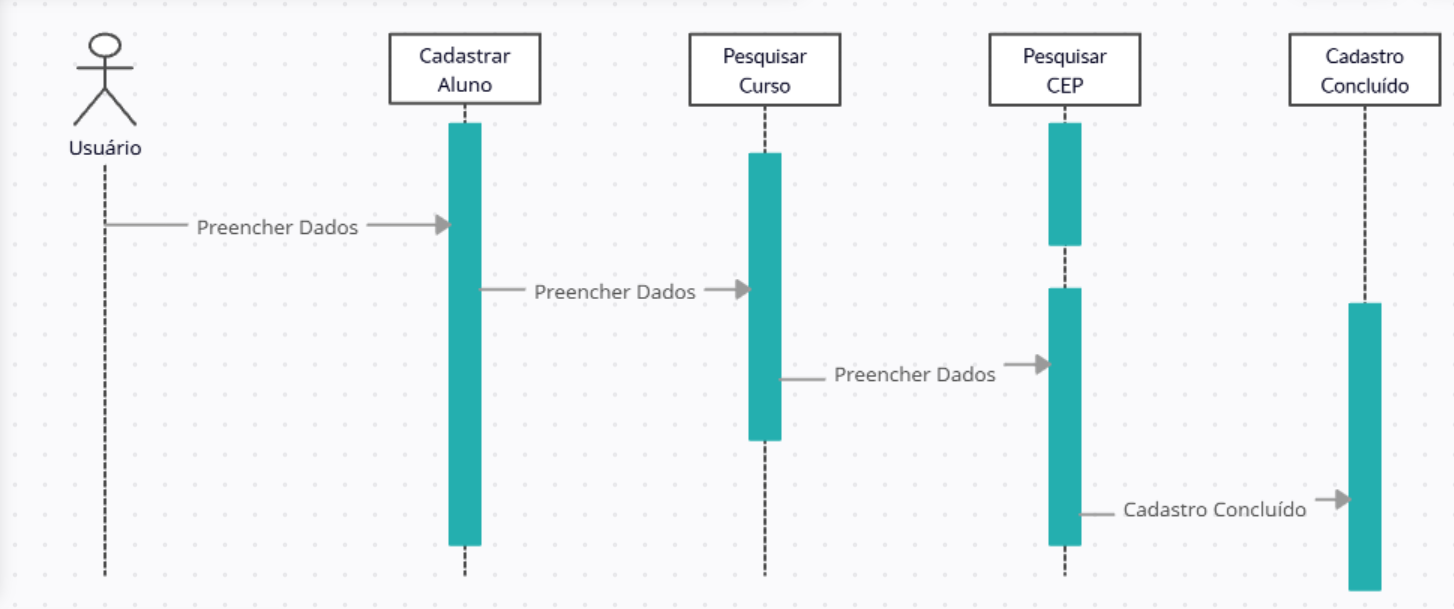 Cadastrar
Aluno
Pesquisar
Curso
Pesquisar
CEP
Cadastro
Concluído
Usuário
Preencher Dados
Preencher Dados
Preencher Dados
Cadastro Concluído